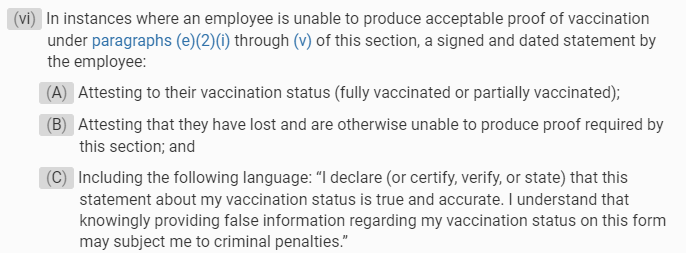 (vi) In instances where an employee is unable to produce acceptable proof of vaccination
under paragraphs (e)(2)(i) through (v) of this section, a signed and dated statement by
the employee:
(A) Attesting to their vaccination status (fully vaccinated or partially vaccinated);
(B) Attesting that they have lost and are otherwise unable to produce proof required by
this section; and
(C) Including the following language: “I declare (or certify, verify, or state) that this
statement about my vaccination status is true and accurate. I understand that
knowingly providing false information regarding my vaccination status on this form
may subject me to criminal penalties.”